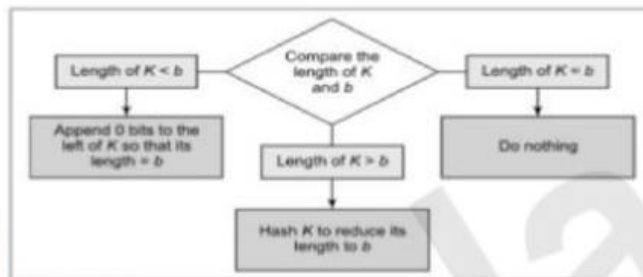 Compare the
length of K
and b
Length of K < b
Length of K = b
Append 0 bits to the
left of K so that its
length = b
Length of K > b
Do nothing
Hash K to reduce its
length to b